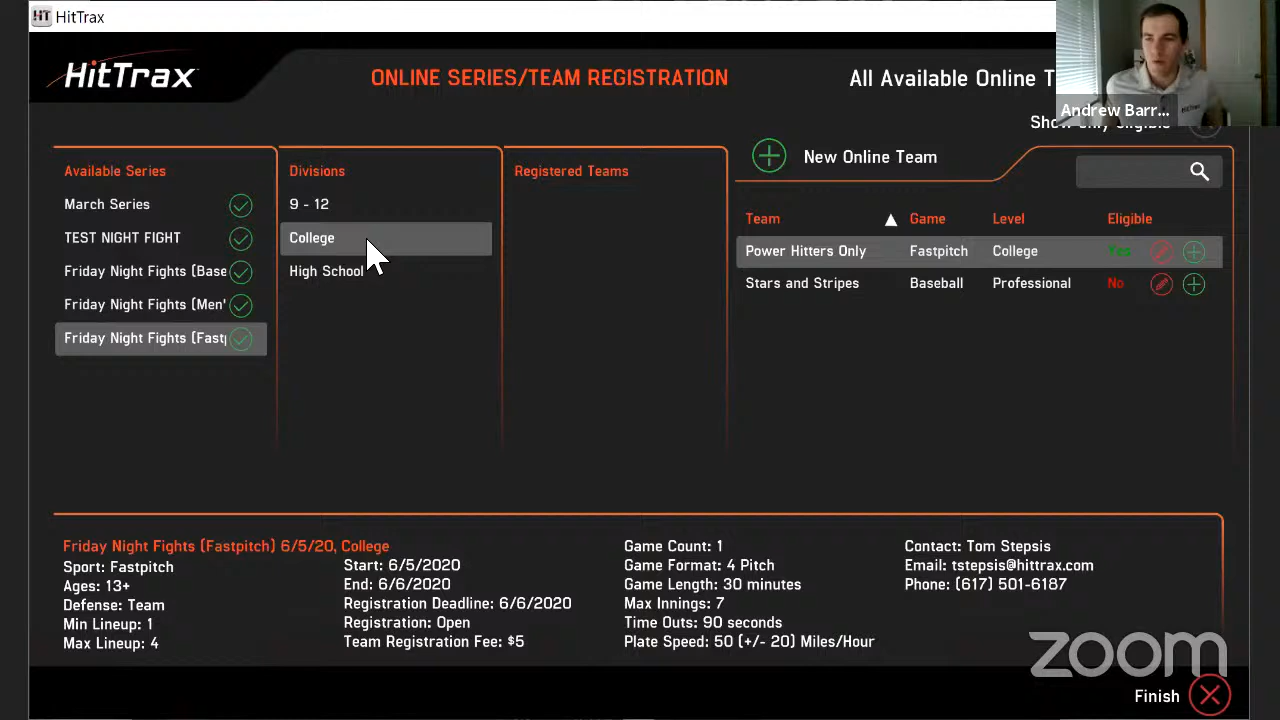 HT HitTrax
HitTrax
ONLINE SERIES/TEAM REGISTRATION
All Available Online T
Andrew Barr...
Show Only Eligible
New Online Team
Available Series
March Series
TEST NIGHT FIGHT
Friday Night Fights (Base
Friday Night Fights (Men'
Friday Night Fights (Fastp
Divisions
9 - 12
College
High School
Registered Teams
Team Game Level Eligible
Power Hitters Only Fastpitch College Yes
Stars and Stripes Baseball Professional No
Friday Night Fights (Fastpitch) 6/5/20, College
Sport: Fastpitch
Ages: 13+
Defense: Team
Min Lineup: 1
Max Lineup: 4
Start: 6/5/2020
End: 6/6/2020
Registration Deadline: 6/6/2020
Registration: Open
Team Registration Fee: $5
Game Count: 1
Game Format: 4 Pitch
Game Length: 30 minutes
Max Innings: 7
Time Outs: 90 seconds
Plate Speed: 50 (+/- 20) Miles/Hour
Contact: Tom Stepsis
Email: tstepsis@hittrax.com
Phone: (617) 501-6187
zoom
Finish